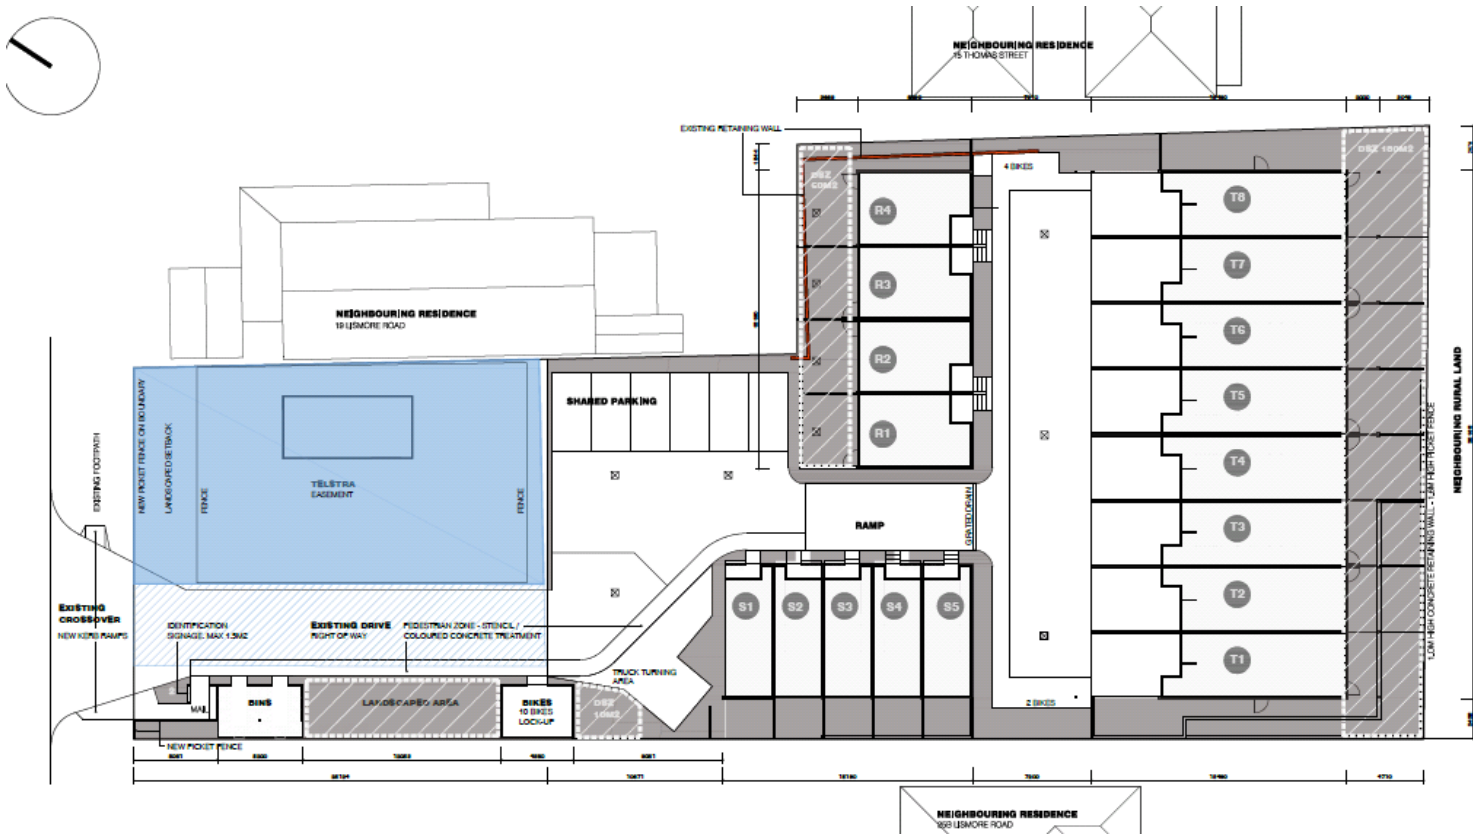 NEIGHBOURING RESIDENCE
15 THOMAS STREET
EXISTING RETAINING WALL
4 BIKES
DSZ 100M2
DSZ
50M2
R4
R3
R2
R1
T8
T7
T6
T5
T4
T3
T2
T1
NEIGHBOURING RESIDENCE
19 LISMORE ROAD
SHARED PARKING
NEW PICKET FENCE ON BOUNDARY
LANDSCAPED SETBACK
FENCE
TELSTRA
EASEMENT
FENCE
EXISTING FOOTPATH
RAMP
GRATED DRAIN
NEIGHBOURING RURAL LAND
1.0M HIGH CONCRETE RETAINING WALL - 1.8M HIGH PICKET FENCE
EXISTING
CROSSOVER
NEW KERB RAMPS
IDENTIFICATION
SIGNAGE. MAX 1.5M2
EXISTING DRIVE
RIGHT OF WAY
PEDESTRIAN ZONE - STENCIL /
COLOURED CONCRETE TREATMENT
S1
S2
S3
S4
S5
TRUCK TURNING
AREA
MAIL
BINS
LANDSCAPED AREA
BIKES
10 BIKES
LOCK-UP
DSZ
10M2
2 BIKES
NEW PICKET FENCE
NEIGHBOURING RESIDENCE
25B LISMORE ROAD